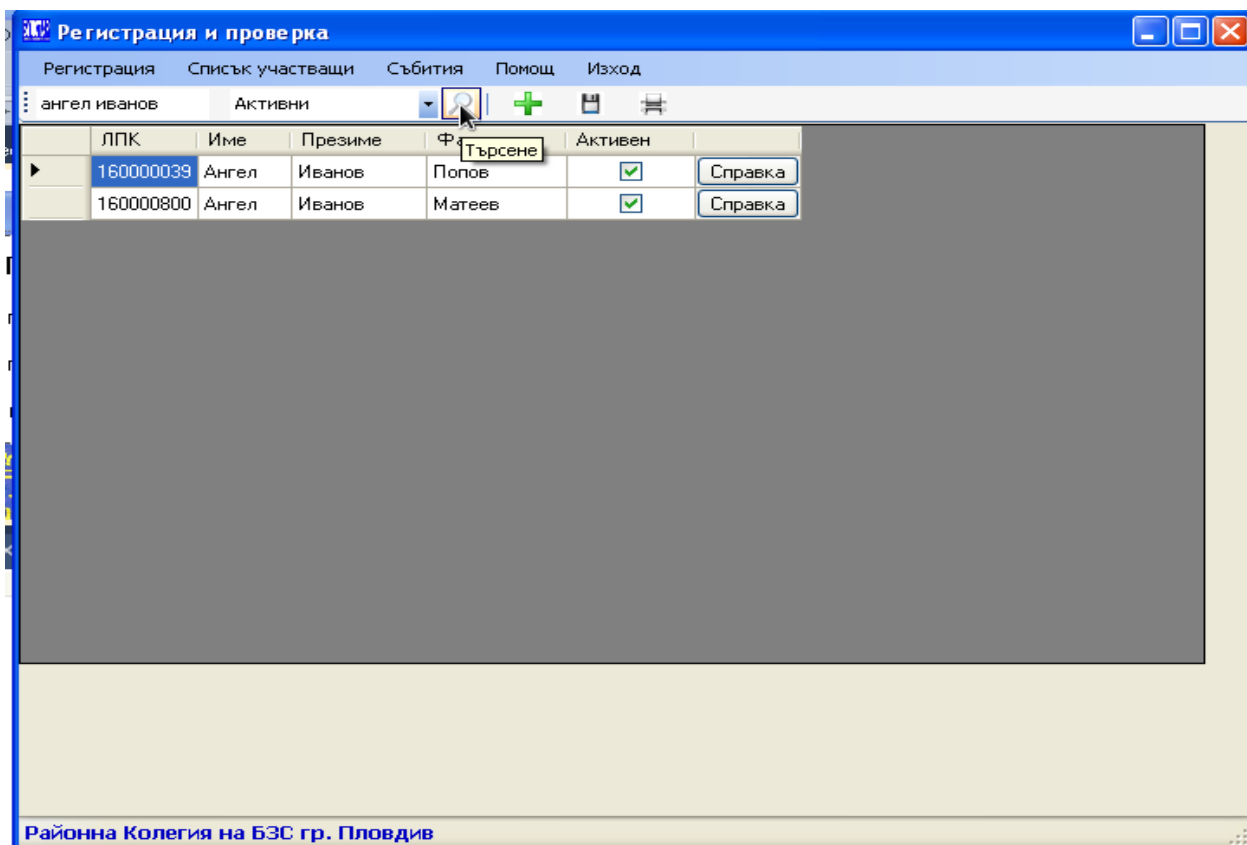 Регистрация и проверка
Регистрация Списък участващи Събития Помощ Изход
ангел иванов Активни
ЛПК Име Презиме Активен
Търсене
160000039 Ангел Иванов Попов Справка
160000800 Ангел Иванов Матеев Справка
Районна Колегия на БЗС гр. Пловдив